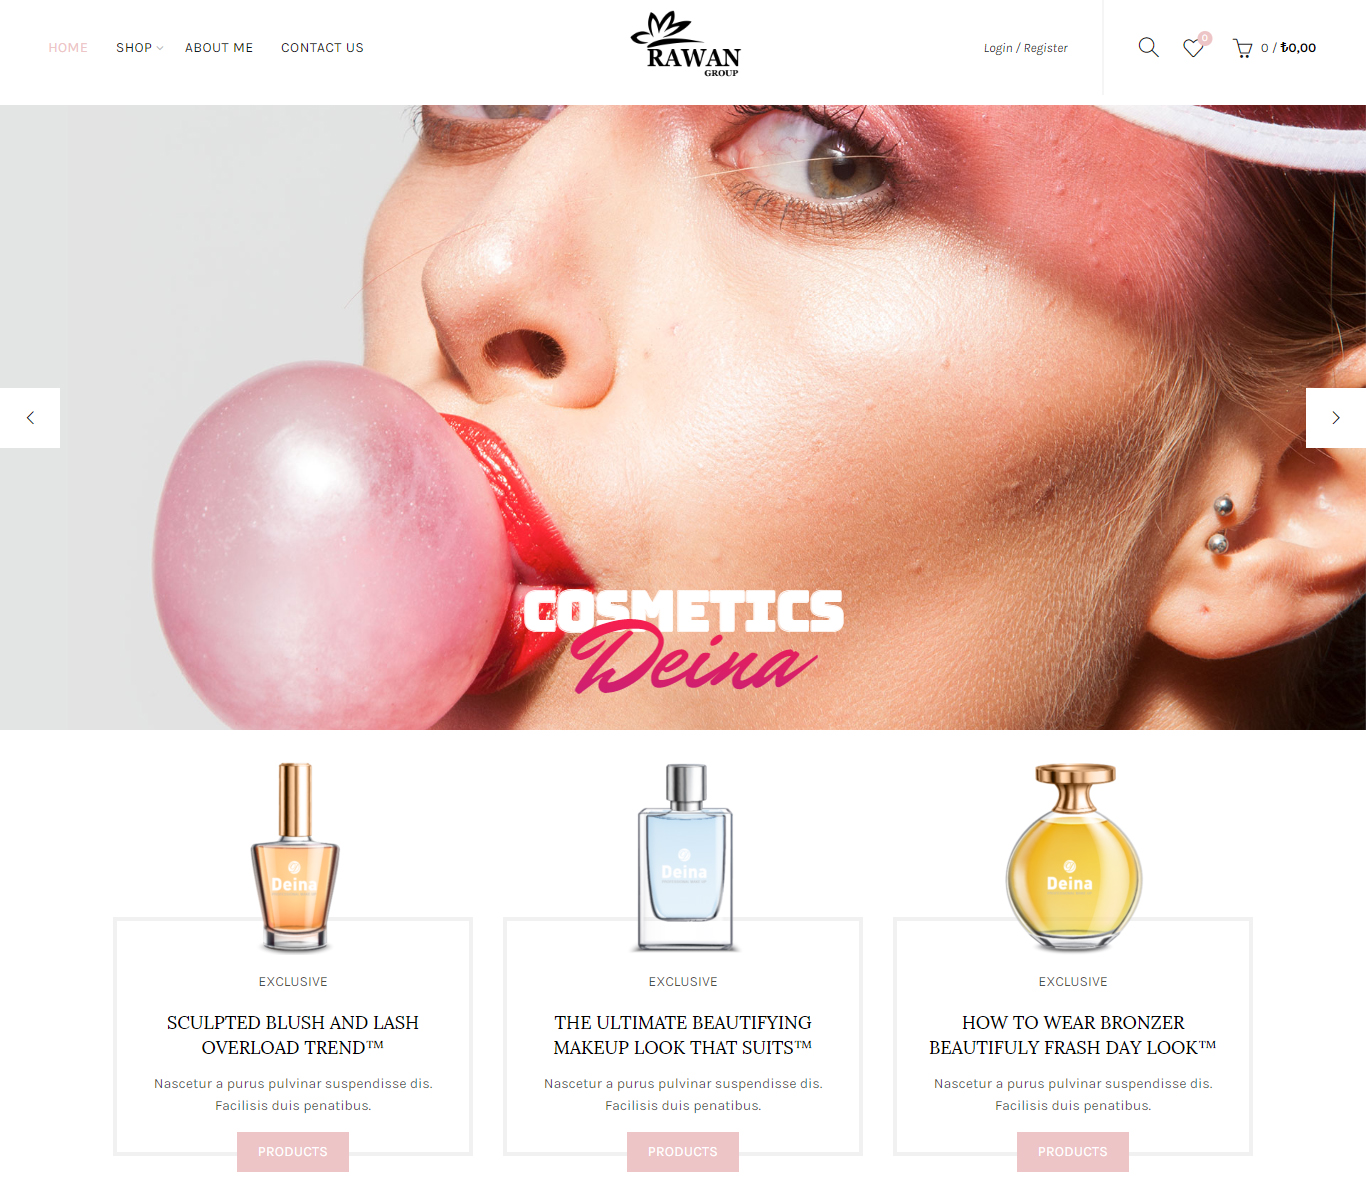 HOME
SHOP
ABOUT ME
CONTACT US
RAWAN
GROUP
Login / Register
0
0 / ₺0,00
COSMETICS
Deina
Deina
Deina
Deina
EXCLUSIVE
SCULPTED BLUSH AND LASH
OVERLOAD TREND™
Nascetur a purus pulvinar suspendisse dis.
Facilisis duis penatibus.
PRODUCTS
EXCLUSIVE
THE ULTIMATE BEAUTIFYING
MAKEUP LOOK THAT SUITS™
Nascetur a purus pulvinar suspendisse dis.
Facilisis duis penatibus.
PRODUCTS
EXCLUSIVE
HOW TO WEAR BRONZER
BEAUTIFULY FRASH DAY LOOK™
Nascetur a purus pulvinar suspendisse dis.
Facilisis duis penatibus.
PRODUCTS